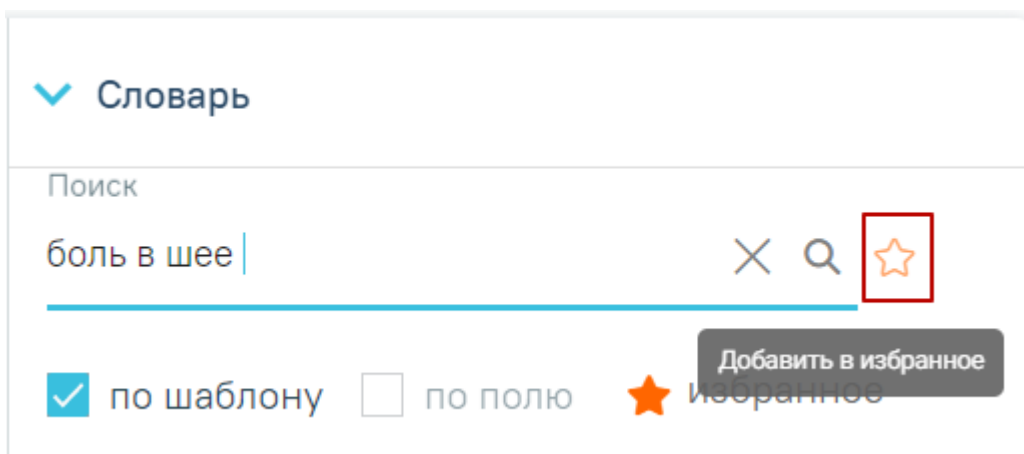 Словарь
Поиск
боль в шее
Добавить в избранное
по шаблону по полю избранное